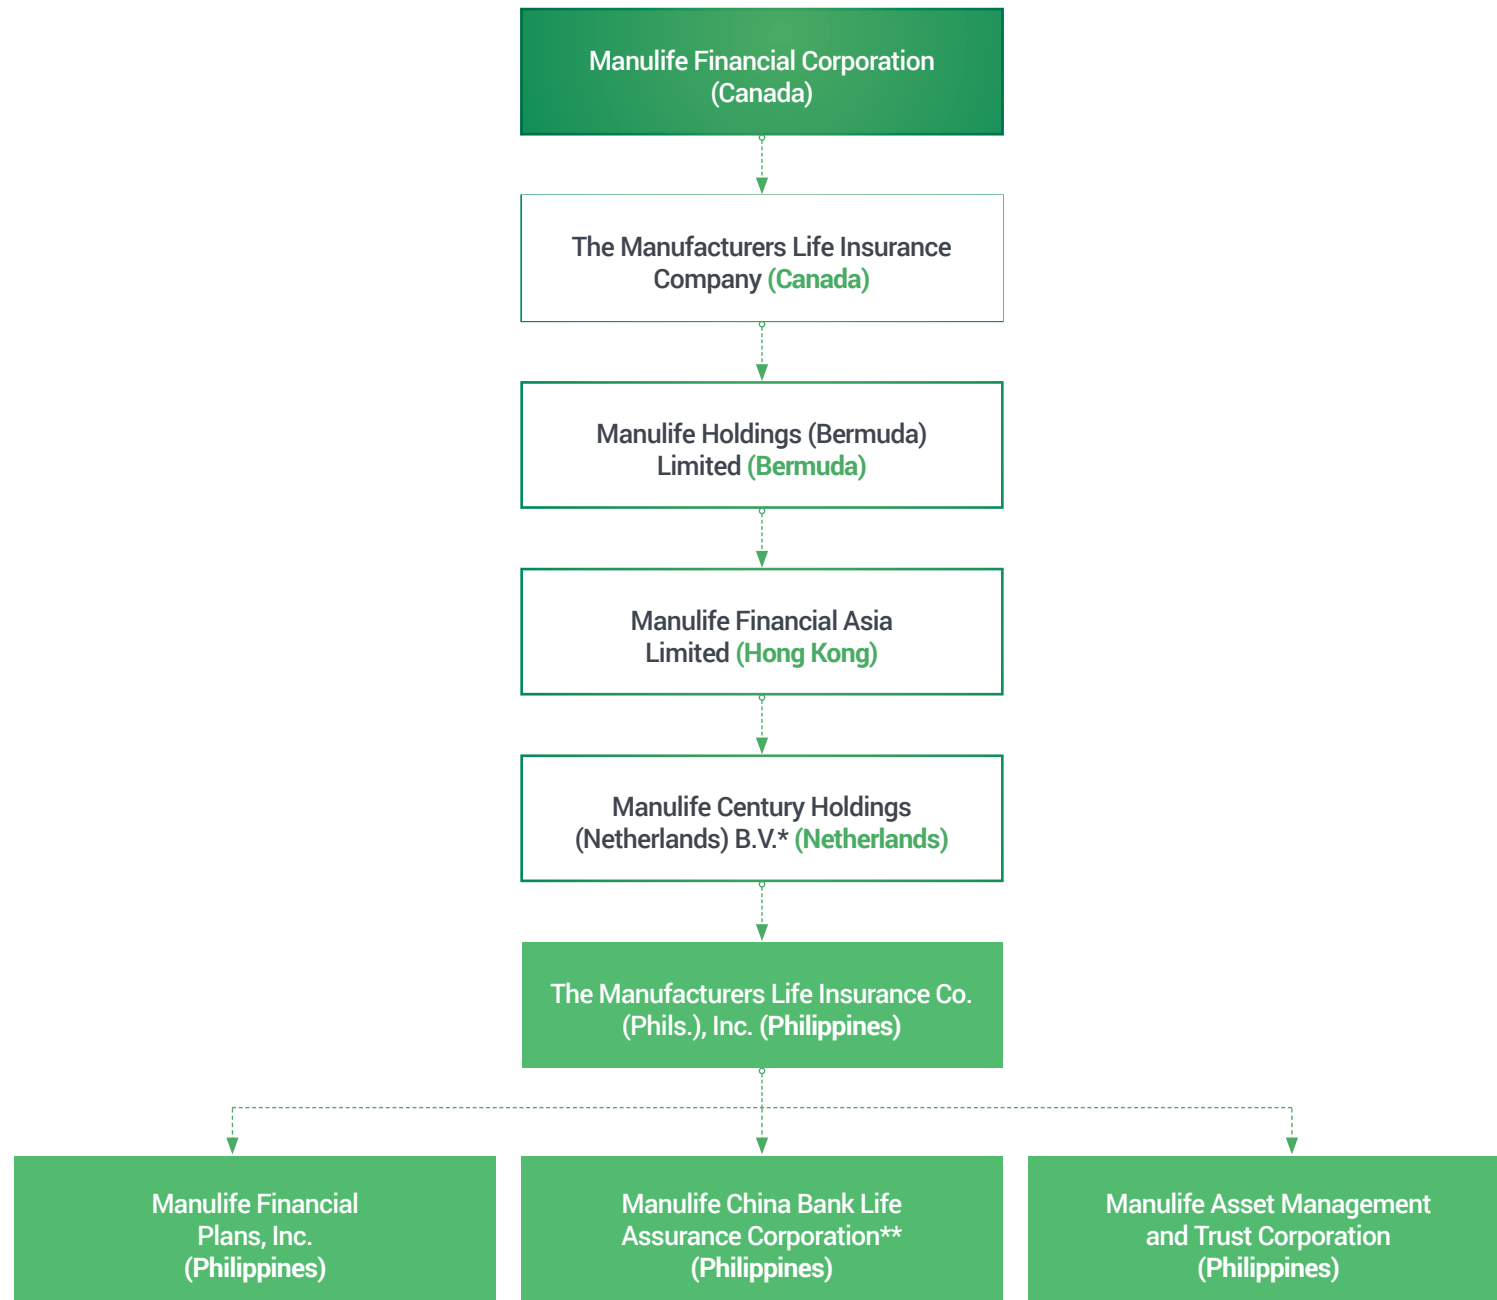 Manulife Financial Corporation
(Canada)
The Manufacturers Life Insurance
Company (Canada)
Manulife Holdings (Bermuda)
Limited (Bermuda)
Manulife Financial Asia
Limited (Hong Kong)
Manulife Century Holdings
(Netherlands) B.V.* (Netherlands)
The Manufacturers Life Insurance Co.
(Phils.), Inc. (Philippines)
Manulife Financial
Plans, Inc.
(Philippines)
Manulife China Bank Life
Assurance Corporation**
(Philippines)
Manulife Asset Management
and Trust Corporation
(Philippines)